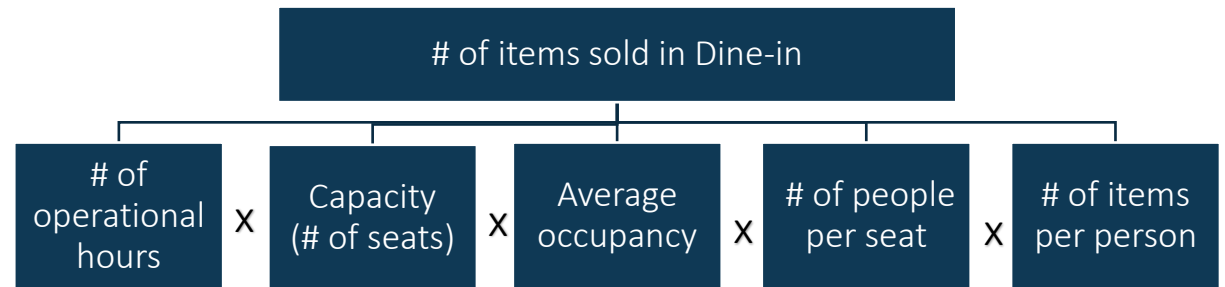 # of items sold in Dine-in
# of
operational
hours
X
Capacity
(# of seats)
X
Average
occupancy
X
# of people
per seat
X
# of items
per person